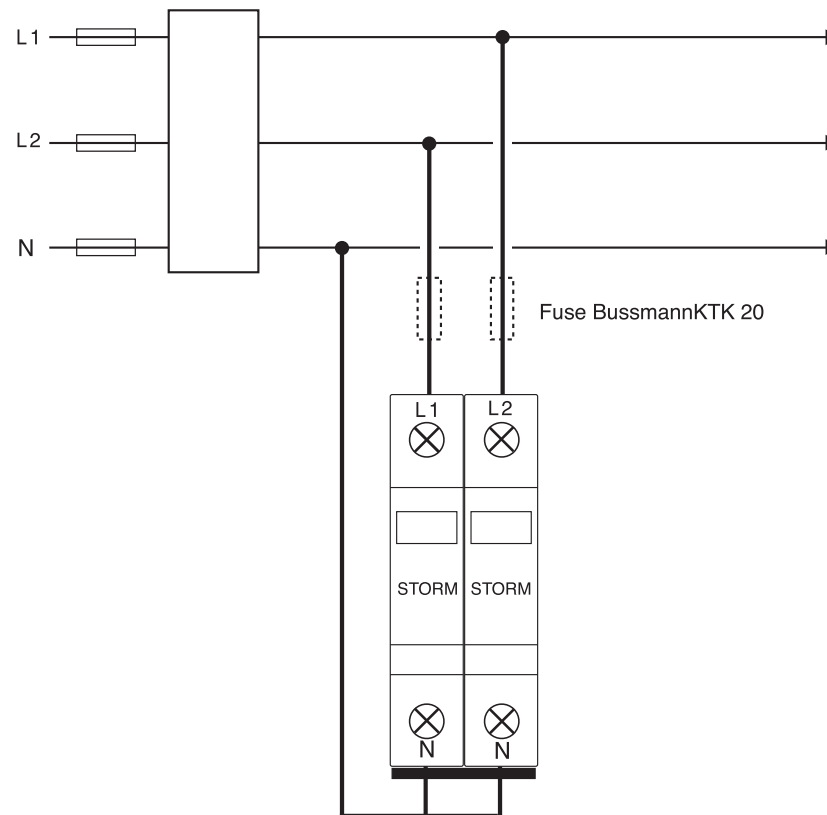 L1
L2
N
Fuse BussmannKTK 20
L1 L2
STORM STORM
N N